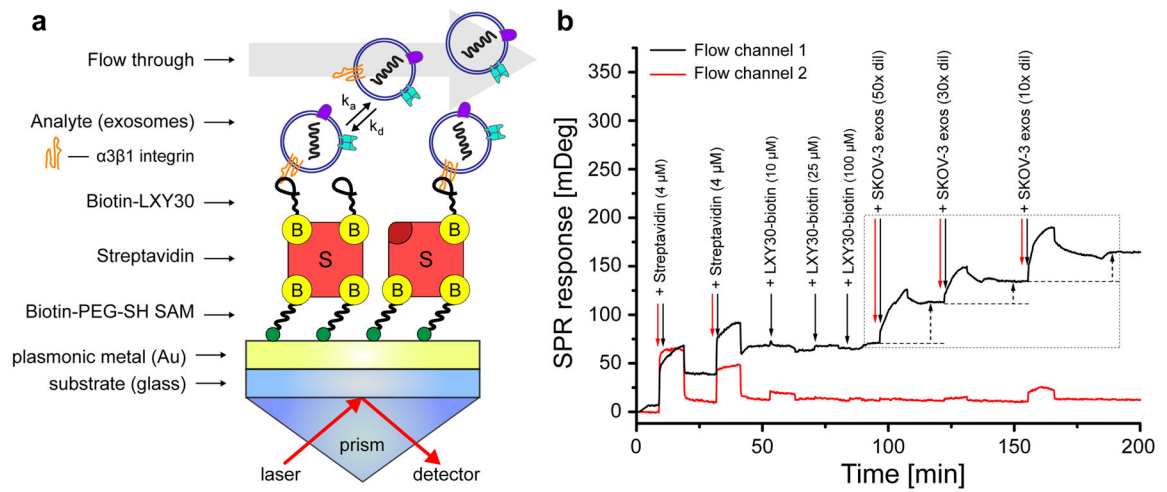 a
Flow through
Analyte (exosomes)
α3β1 integrin
Biotin-LXY30
Streptavidin
Biotin-PEG-SH SAM
plasmonic metal (Au)
substrate (glass)
ka
kd
B
B
B
B
S
B
B
B
S
prism
laser
detector
b
SPR response [mDeg]
350
300
250
200
150
100
50
0
Flow channel 1
Flow channel 2
+ Streptavidin (4 µM)
+ Streptavidin (4 µM)
+ LXY30-biotin (10 µM)
+ LXY30-biotin (25 µM)
+ LXY30-biotin (100 µM)
+ SKOV-3 exos (50x dil)
+ SKOV-3 exos (30x dil)
+ SKOV-3 exos (10x dil)
0
50
100
150
200
Time [min]